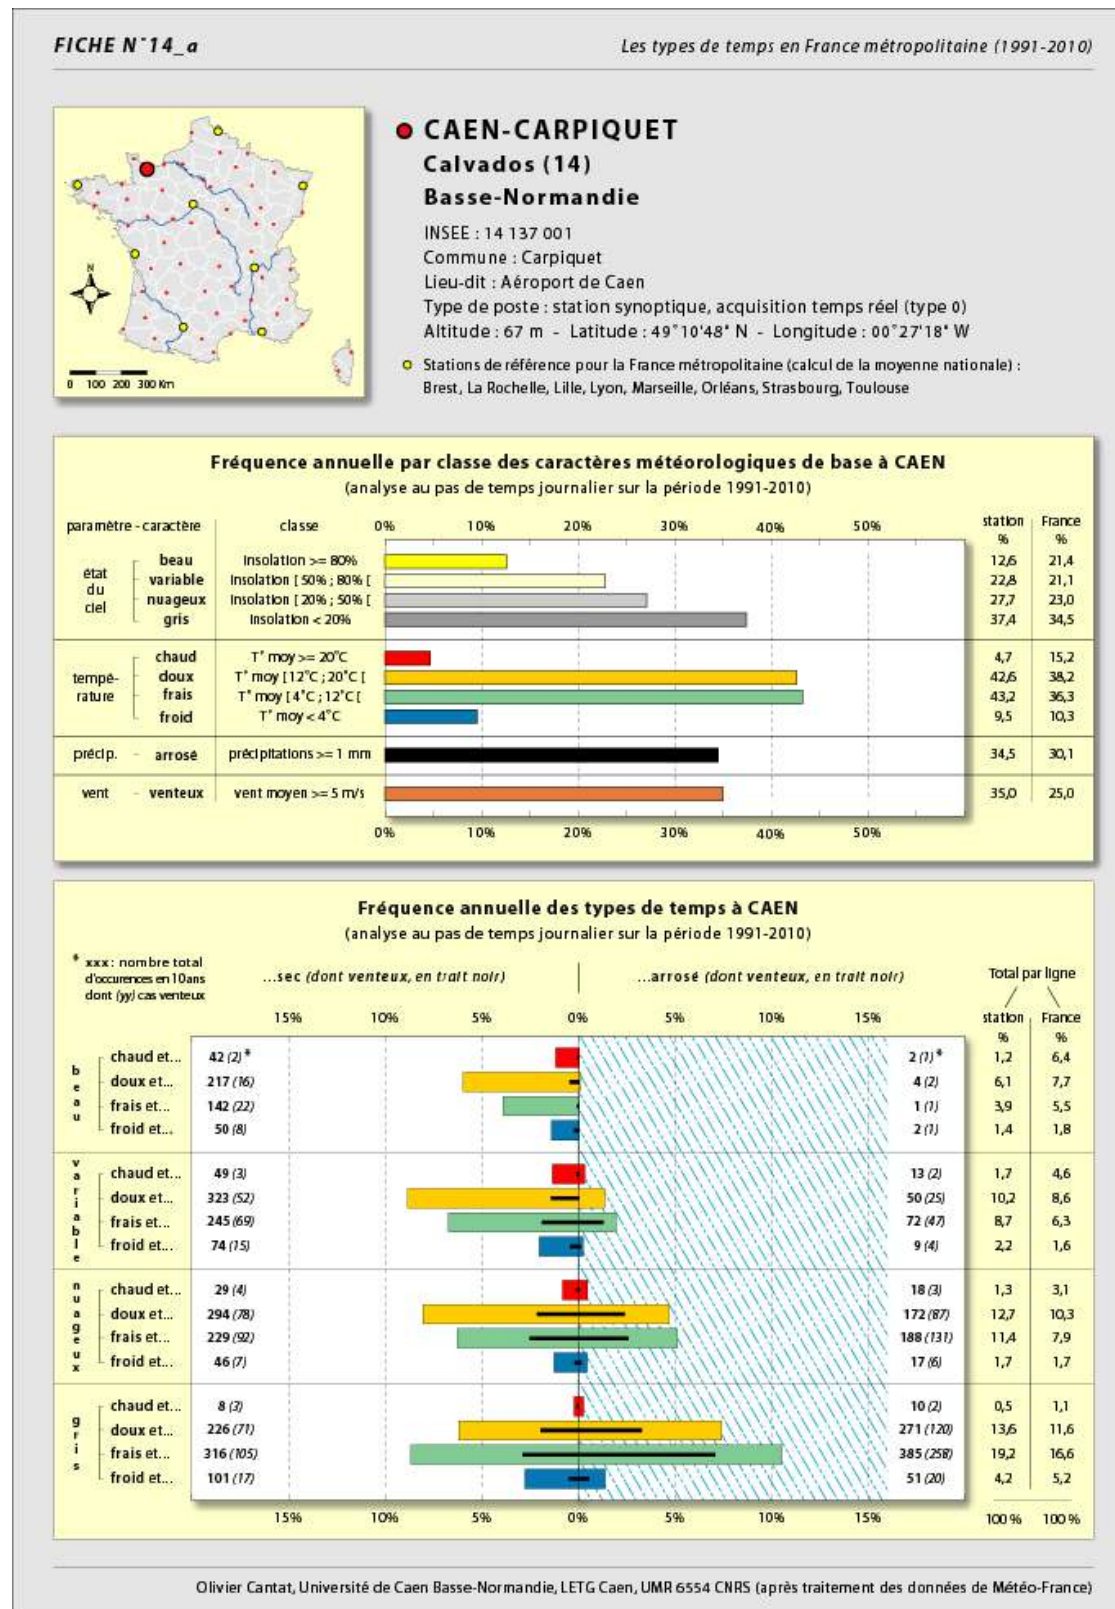 FICHE N°14_a
Les types de temps en France métropolitaine (1991-2010)
CAEN-CARPIQUET
Calvados (14)
Basse-Normandie
INSEE : 14 137 001
Commune : Carpiquet
Lieu-dit : Aéroport de Caen
Type de poste : station synoptique, acquisition temps réel (type 0)
Altitude : 67 m - Latitude : 49°10'48" N - Longitude : 00°27'18" W
Stations de référence pour la France métropolitaine (calcul de la moyenne nationale) :
Brest, La Rochelle, Lille, Lyon, Marseille, Orléans, Strasbourg, Toulouse
N
0 100 200 300 Km
Fréquence annuelle par classe des caractères météorologiques de base à CAEN
(analyse au pas de temps journalier sur la période 1991-2010)
paramètre - caractère classe 0% 10% 20% 30% 40% 50% station France
% %
état du ciel
beau Insolation >= 80% 12,6 21,4
variable Insolation [ 50% ; 80% [ 22,8 21,1
nuageux Insolation [ 20% ; 50% [ 27,7 23,0
gris Insolation < 20% 37,4 34,5
tempé-rature
chaud T° moy >= 20°C 4,7 15,2
doux T° moy [ 12°C ; 20°C [ 42,6 38,2
frais T° moy [ 4°C ; 12°C [ 43,2 36,3
froid T° moy < 4°C 9,5 10,3
précip. - arrosé précipitations >= 1 mm 34,5 30,1
vent - venteux vent moyen >= 5 m/s 35,0 25,0
0% 10% 20% 30% 40% 50%
Fréquence annuelle des types de temps à CAEN
(analyse au pas de temps journalier sur la période 1991-2010)
* xxx : nombre total
d'occurences en 10ans
dont (yy) cas venteux
...sec (dont venteux, en trait noir) ...arrosé (dont venteux, en trait noir) Total par ligne
15% 10% 5% 0% 5% 10% 15% station France
% %
beau
chaud et... 42 (2)* 2 (1)* 1,2 6,4
doux et... 217 (16) 4 (2) 6,1 7,7
frais et... 142 (22) 1 (1) 3,9 5,5
froid et... 50 (8) 2 (1) 1,4 1,8
variable
chaud et... 49 (3) 13 (2) 1,7 4,6
doux et... 323 (52) 50 (25) 10,2 8,6
frais et... 245 (69) 72 (47) 8,7 6,3
froid et... 74 (15) 9 (4) 2,2 1,6
nuageux
chaud et... 29 (4) 18 (3) 1,3 3,1
doux et... 294 (78) 172 (87) 12,7 10,3
frais et... 229 (92) 188 (131) 11,4 7,9
froid et... 46 (7) 17 (6) 1,7 1,7
gris
chaud et... 8 (3) 10 (2) 0,5 1,1
doux et... 226 (71) 271 (120) 13,6 11,6
frais et... 316 (105) 385 (258) 19,2 16,6
froid et... 101 (17) 51 (20) 4,2 5,2
15% 10% 5% 0% 5% 10% 15% 100 % 100 %
Olivier Cantat, Université de Caen Basse-Normandie, LETG Caen, UMR 6554 CNRS (après traitement des données de Météo-France)